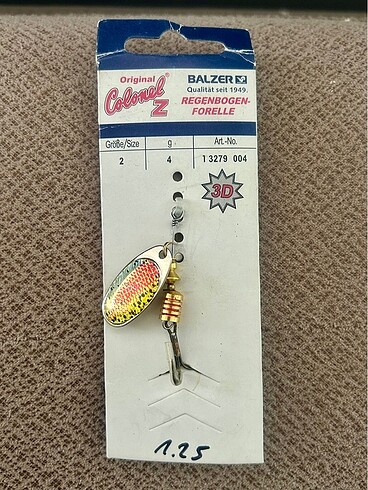 Original
Colonel
Z
BALZER
Qualität seit 1949.
REGENBOGEN-
FORELLE
Größe/Size g Art.-No.
2 4 1 3279 004
3D
1.25